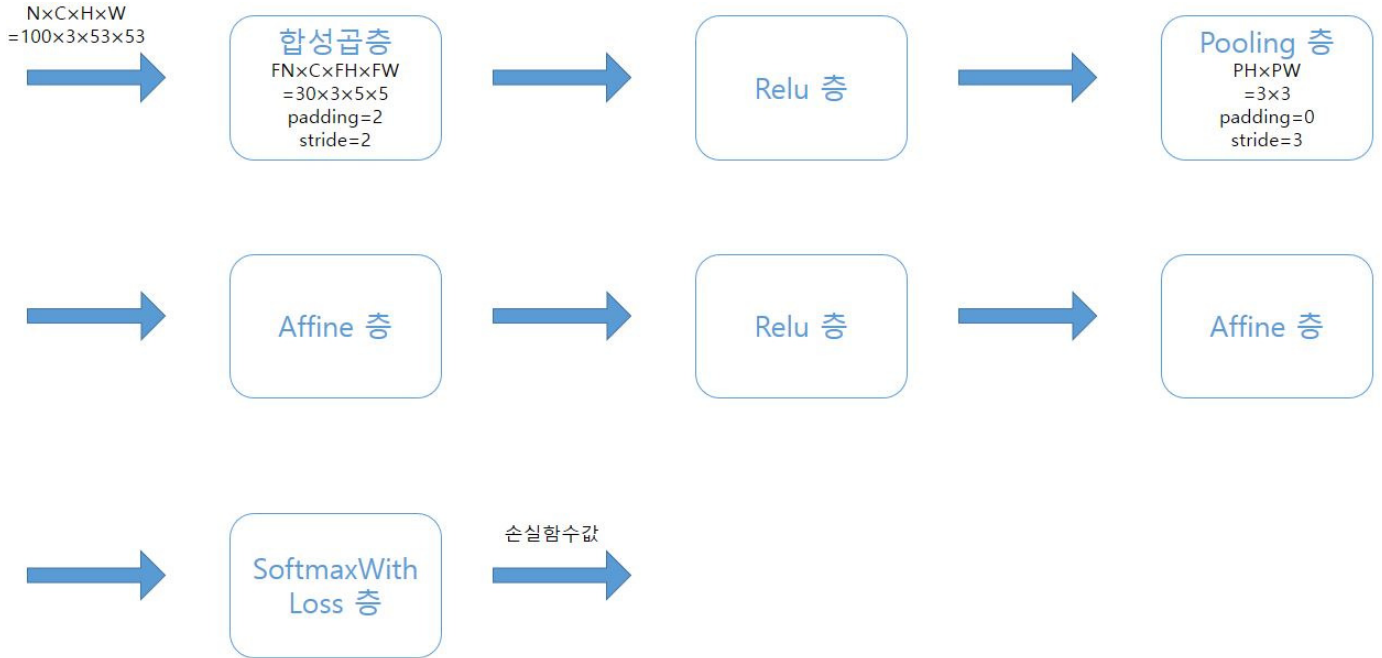 N×C×H×W
=100×3×53×53
합성곱층
FN×C×FH×FW
=30×3×5×5
padding=2
stride=2
Relu 층
Pooling 층
PH×PW
=3×3
padding=0
stride=3
Affine 층
Relu 층
Affine 층
SoftmaxWith
Loss 층
손실함수값